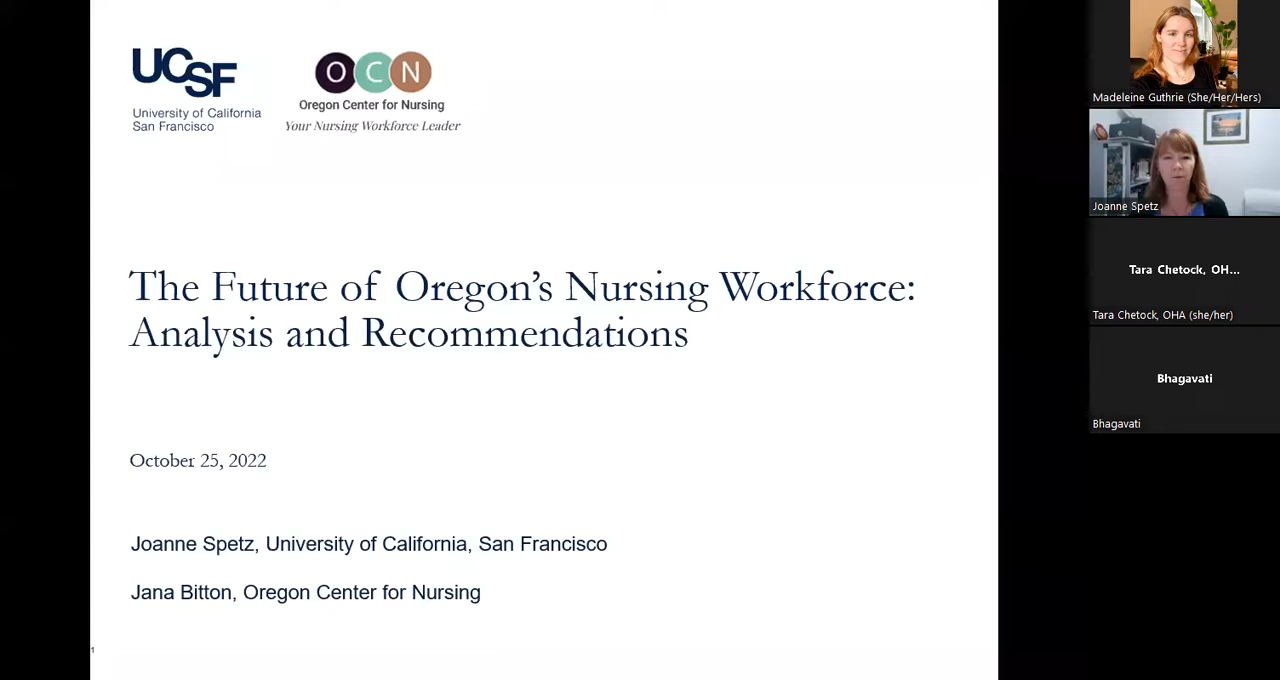 UCSF
University of California
San Francisco
OCN
Oregon Center for Nursing
Your Nursing Workforce Leader
The Future of Oregon’s Nursing Workforce:
Analysis and Recommendations
October 25, 2022
Joanne Spetz, University of California, San Francisco
Jana Bitton, Oregon Center for Nursing
1
Madeleine Guthrie (She/Her/Hers)
Joanne Spetz
Tara Chetock, OH...
Tara Chetock, OHA (she/her)
Bhagavati
Bhagavati